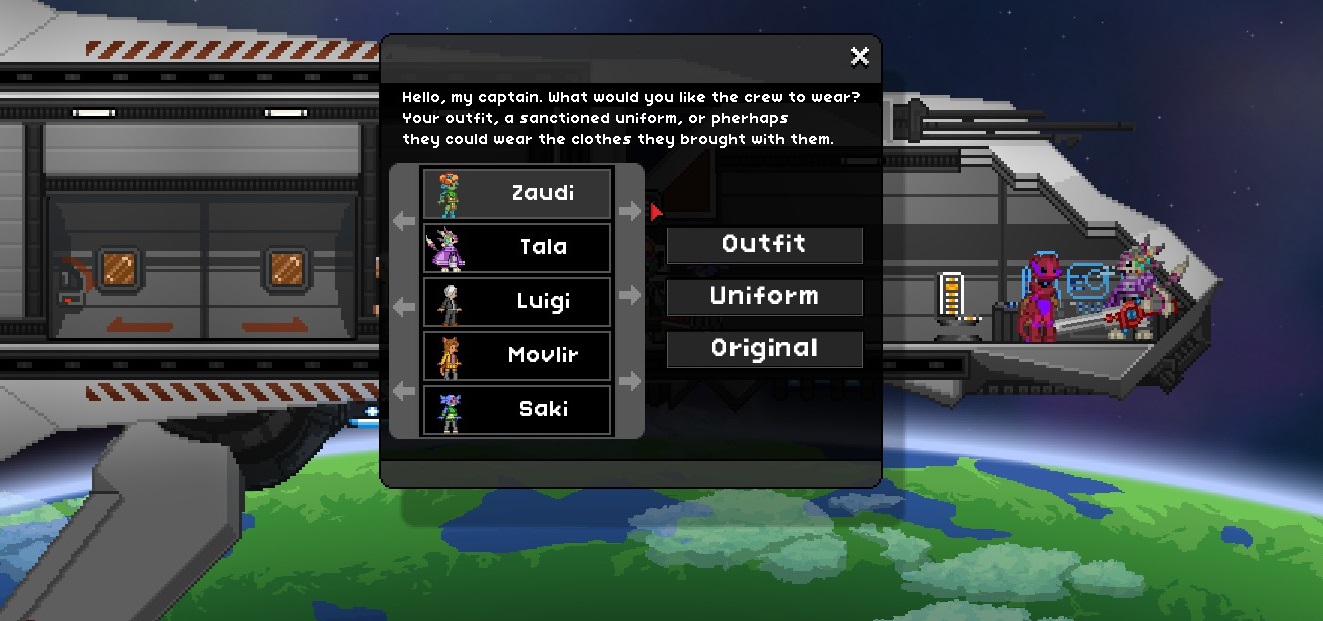 Hello, my captain. What would you like the crew to wear?
Your outfit, a sanctioned uniform, or pherhaps
they could wear the clothes they brought with them.
Zaudi
Tala
Luigi
Movlir
Saki
Outfit
Uniform
Original